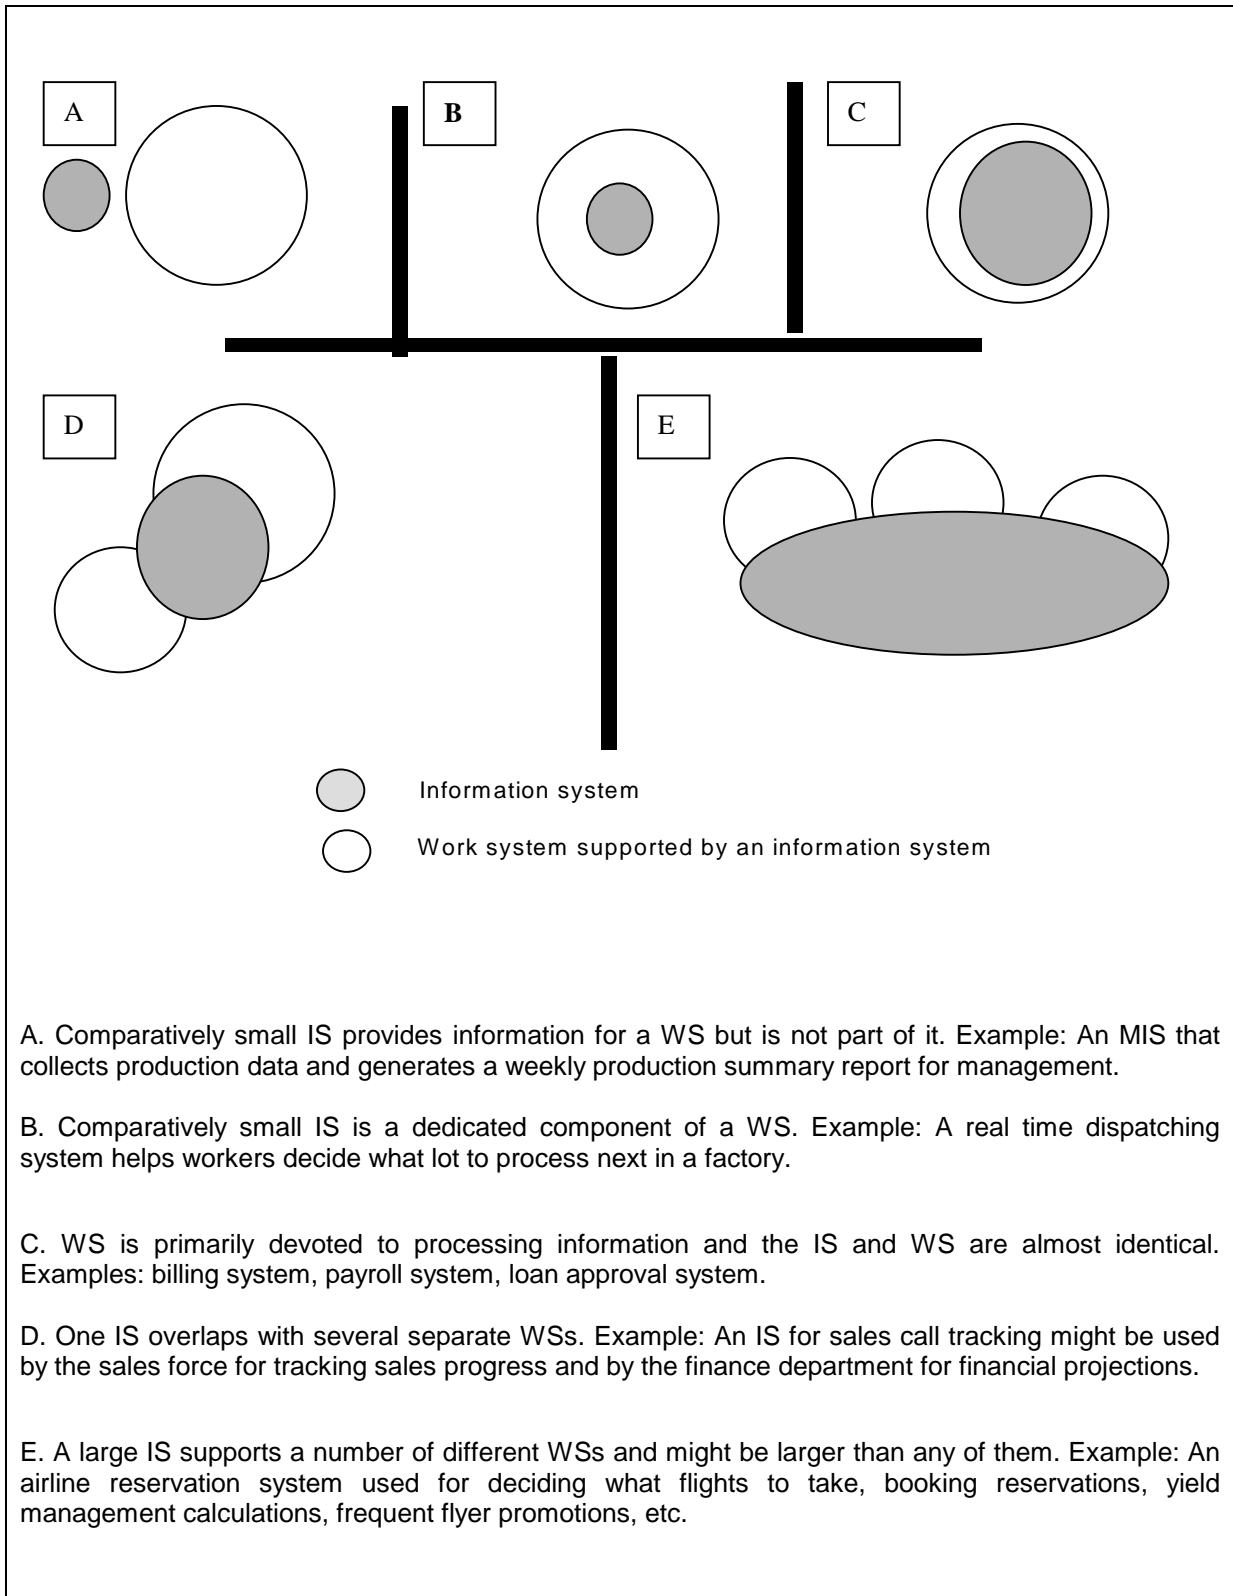 A
B
C
D
E
Information system
Work system supported by an information system
A. Comparatively small IS provides information for a WS but is not part of it. Example: An MIS that
collects production data and generates a weekly production summary report for management.
B. Comparatively small IS is a dedicated component of a WS. Example: A real time dispatching
system helps workers decide what lot to process next in a factory.
C. WS is primarily devoted to processing information and the IS and WS are almost identical.
Examples: billing system, payroll system, loan approval system.
D. One IS overlaps with several separate WSs. Example: An IS for sales call tracking might be used
by the sales force for tracking sales progress and by the finance department for financial projections.
E. A large IS supports a number of different WSs and might be larger than any of them. Example: An
airline reservation system used for deciding what flights to take, booking reservations, yield
management calculations, frequent flyer promotions, etc.